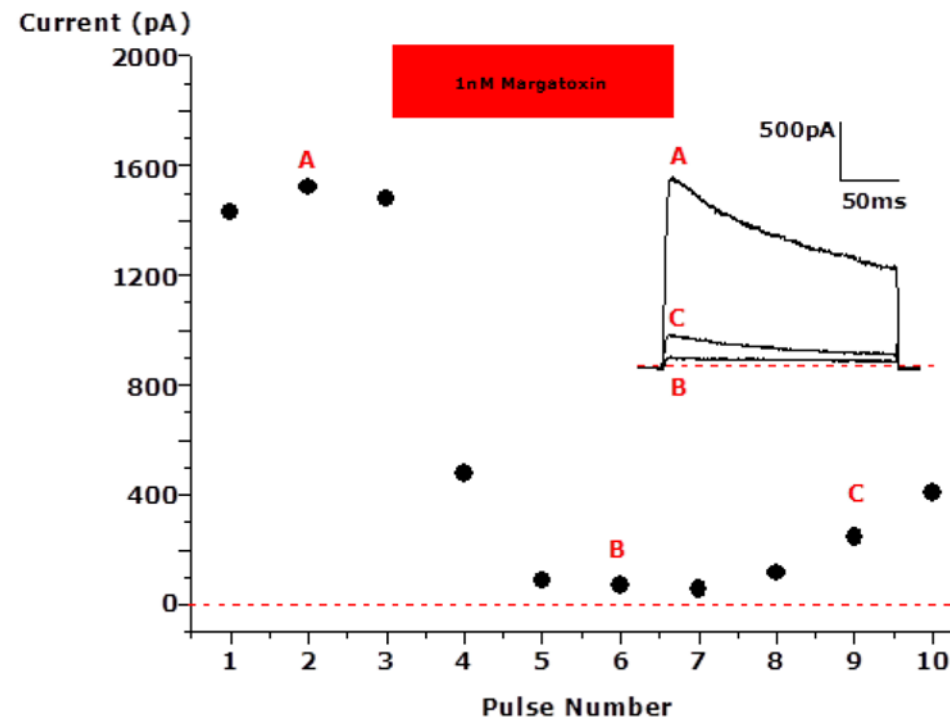 Current (pA)
2000
1nM Margatoxin
500pA
50ms
A
1600
A
1200
C
800
B
400
C
B
0
1 2 3 4 5 6 7 8 9 10
Pulse Number